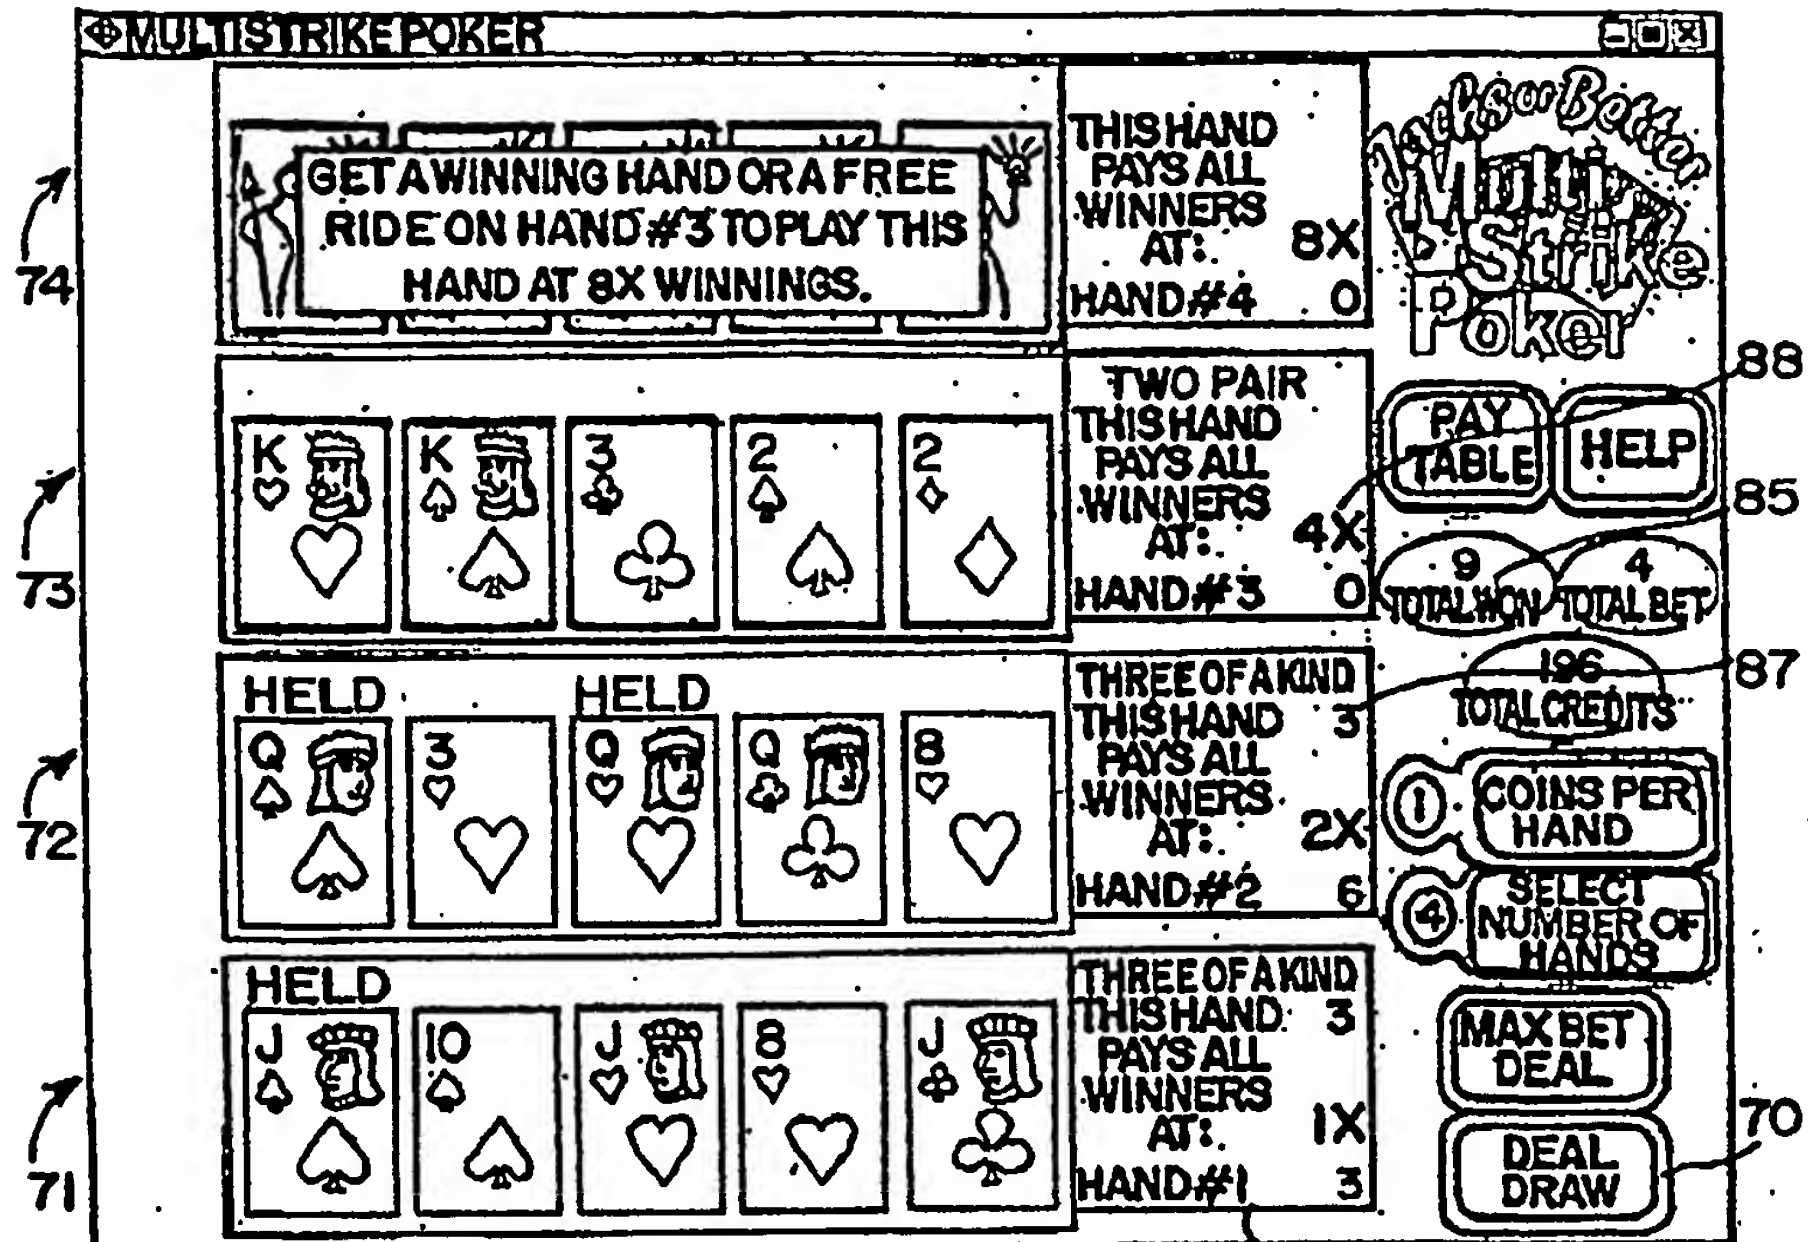 MULTISTRIKE POKER
GET A WINNING HAND OR A FREE
RIDE ON HAND #3 TO PLAY THIS
HAND AT 8X WINNINGS.
THIS HAND
PAYS ALL
WINNERS
AT: 8X
HAND #4 0
Jacks or Better
Multi
Strike
Poker
74
K K 3 2 2
TWO PAIR
THIS HAND
PAYS ALL
WINNERS
AT: 4X
HAND #3 0
PAY
TABLE
HELP
88
85
9
TOTAL WON
4
TOTAL BET
73
HELD HELD
Q 3 Q Q 8
THREE OF A KIND
THIS HAND 3
PAYS ALL
WINNERS
AT: 2X
HAND #2 6
196
TOTAL CREDITS
87
1
COINS PER
HAND
4
SELECT
NUMBER OF
HANDS
72
HELD
J 10 J 8 J
THREE OF A KIND
THIS HAND 3
PAYS ALL
WINNERS
AT: 1X
HAND #1 3
MAX BET
DEAL
DEAL
DRAW
70
71